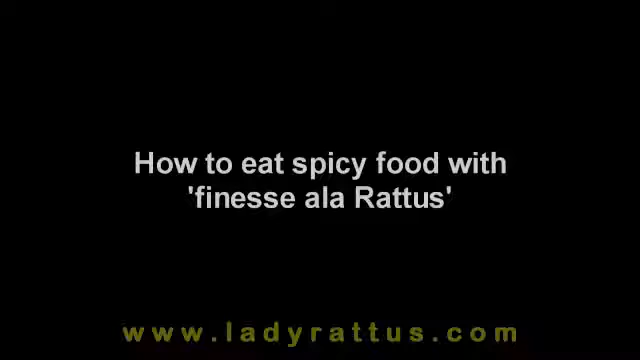 How to eat spicy food with
'finesse ala Rattus'
www.ladyrattus.com